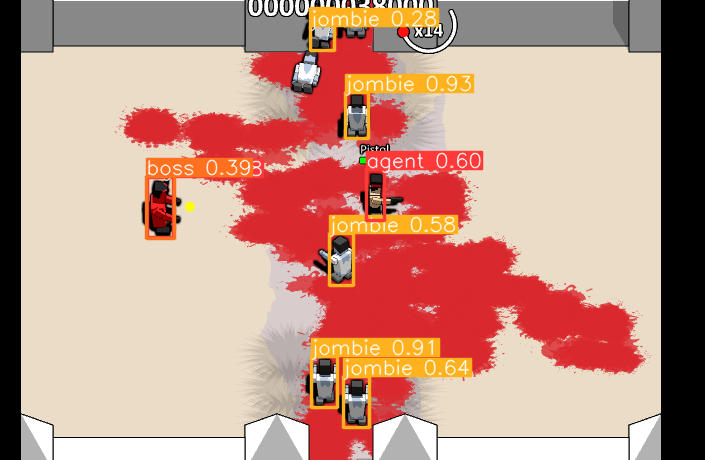 000000038000
jombie 0.28
x14
jombie 0.93
Pistol
agent 0.60
boss 0.393
jombie 0.58
jombie 0.91
jombie 0.64